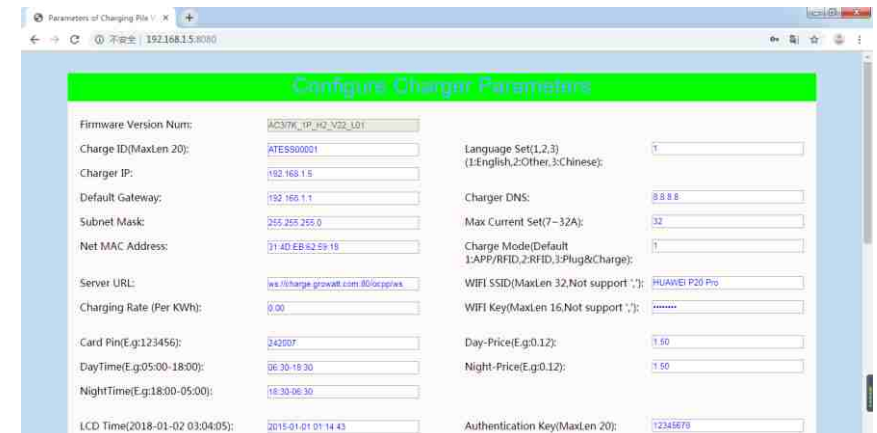 Parameters of Charging Pile V
不安全 192.168.1.5:8080
Configure Charger Parameters
Firmware Version Num: AC3/7K_1P_H2_V22_L01
Charge ID(MaxLen 20): ATESS00001 Language Set(1,2,3) 1
(1:English,2:Other,3:Chinese):
Charger IP: 192.168.1.5
Default Gateway: 192.168.1.1 Charger DNS: 8.8.8.8
Subnet Mask: 255.255.255.0 Max Current Set(7~32A): 32
Net MAC Address: 31:4D:EB:62:59:18 Charge Mode(Default 1
1:APP/RFID,2:RFID,3:Plug&Charge):
Server URL: ws://charge.growatt.com:80/ocpp/ws WIFI SSID(MaxLen 32,Not support ','): HUAWEI P20 Pro
Charging Rate (Per KWh): 0.00 WIFI Key(MaxLen 16,Not support ','): ••••••••
Card Pin(E.g:123456): 242007 Day-Price(E.g:0.12): 1.50
DayTime(E.g:05:00-18:00): 06:30-18:30 Night-Price(E.g:0.12): 1.50
NightTime(E.g:18:00-05:00): 18:30-06:30
LCD Time(2018-01-02 03:04:05): 2015-01-01 01:14:43 Authentication Key(MaxLen 20): 12345678